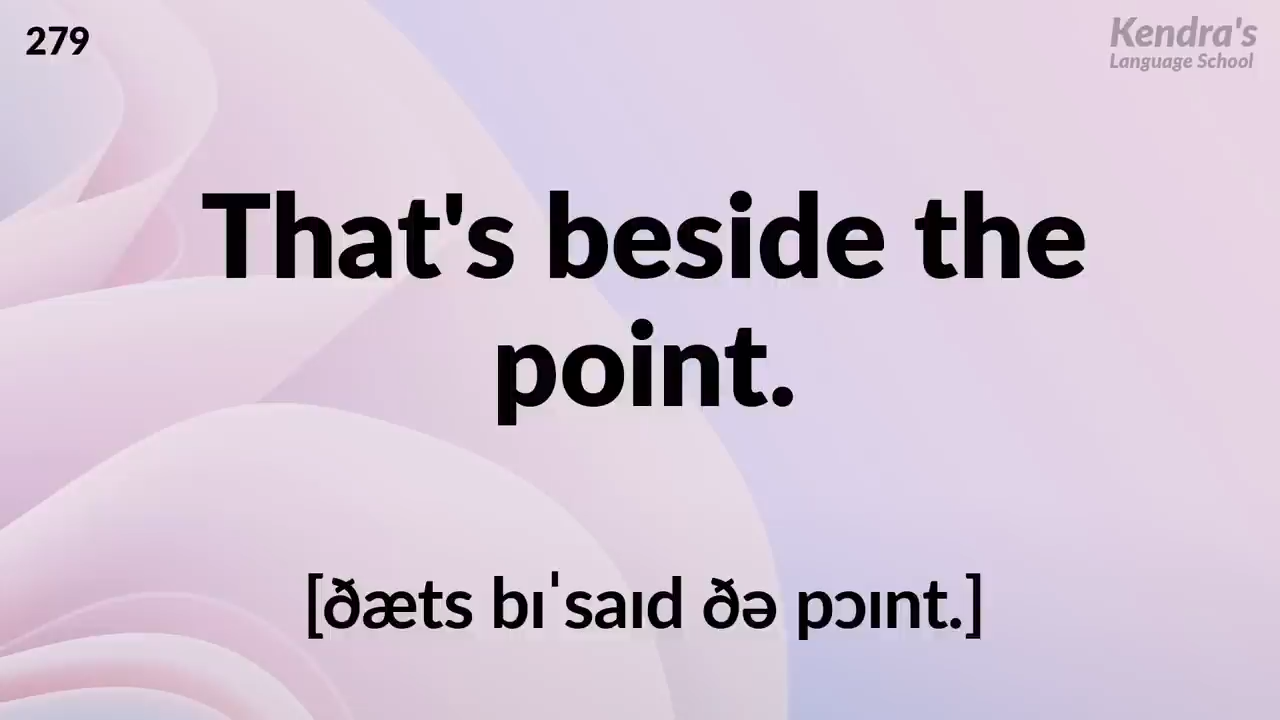 279
Kendra's
Language School
That's beside the
point.
[ðæts bɪˈsaɪd ðə pɔɪnt.]